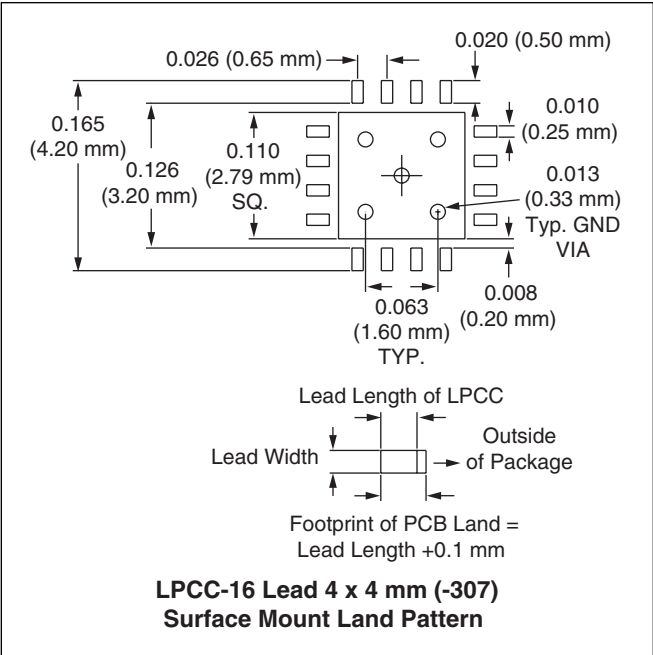 0.026 (0.65 mm)
0.020 (0.50 mm)
0.165
(4.20 mm)
0.126
(3.20 mm)
0.110
(2.79 mm)
SQ.
0.010
(0.25 mm)
0.013
(0.33 mm)
Typ. GND
VIA
0.063
(1.60 mm)
TYP.
0.008
(0.20 mm)
Lead Length of LPCC
Lead Width
Outside
of Package
Footprint of PCB Land =
Lead Length +0.1 mm
LPCC-16 Lead 4 x 4 mm (-307)
Surface Mount Land Pattern